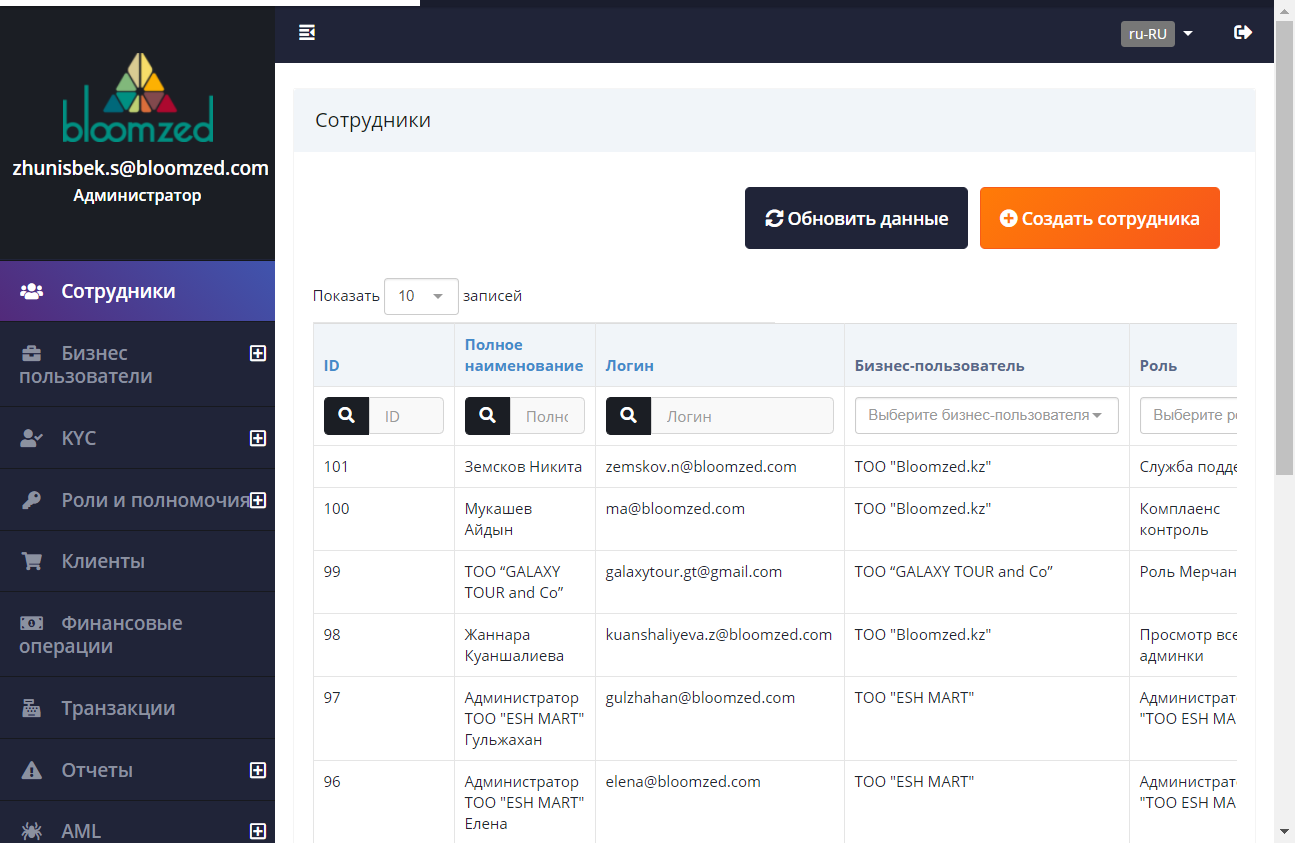 ru-RU
bloomzed
zhunisbek.s@bloomzed.com
Администратор
Сотрудники
Бизнес
пользователи
KYC
Роли и полномочия
Клиенты
Финансовые
операции
Транзакции
Отчеты
AML
Сотрудники
Обновить данные Создать сотрудника
Показать 10 записей
ID Полное наименование Логин Бизнес-пользователь Роль
ID Полно Логин Выберите бизнес-пользователя Выберите
101 Земсков Никита zemskov.n@bloomzed.com ТОО "Bloomzed.kz" Служба
100 Мукашев Айдын ma@bloomzed.com ТОО "Bloomzed.kz" Комплаенс контроль
99 ТОО “GALAXY TOUR and Co” galaxytour.gt@gmail.com ТОО “GALAXY TOUR and Co” Роль Мерчан
98 Жаннара Куаншалиева kuanshaliyeva.z@bloomzed.com ТОО "Bloomzed.kz" Просмотр все админки
97 Администратор ТОО "ESH MART" Гульжахан gulzhahan@bloomzed.com ТОО "ESH MART" Администрат "ТОО ESH MA
96 Администратор ТОО "ESH MART" Елена elena@bloomzed.com ТОО "ESH MART" Администрат "ТОО ESH MA